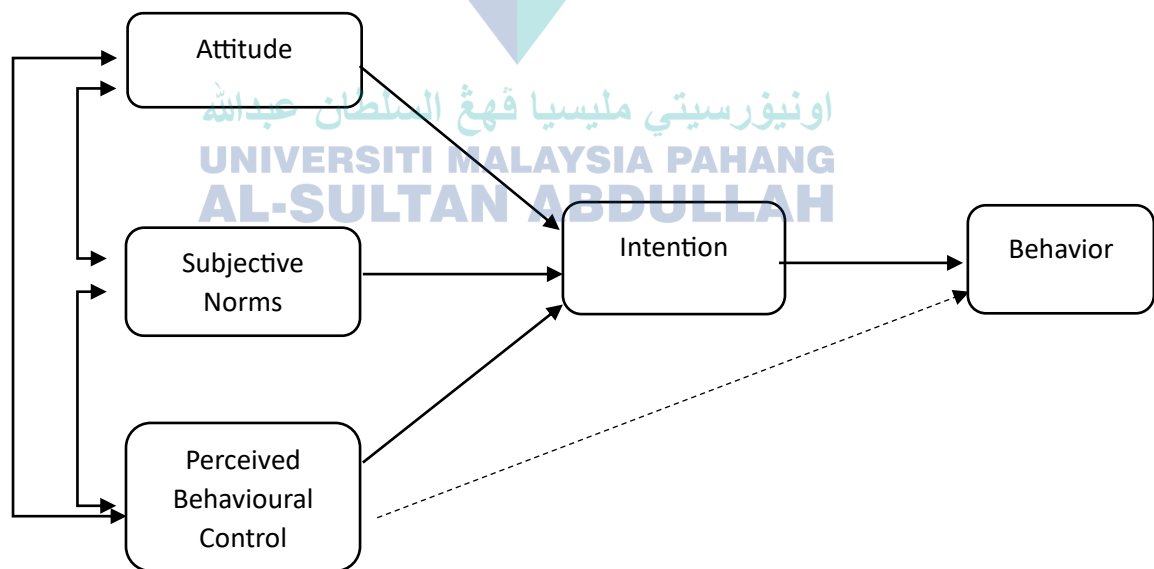 Attitude
اونيۏرسيتي مليسيا ڤهڠ السلطان عبدالله
UNIVERSITI MALAYSIA PAHANG
AL-SULTAN ABDULLAH
Subjective
Norms
Intention
Behavior
Perceived
Behavioural
Control